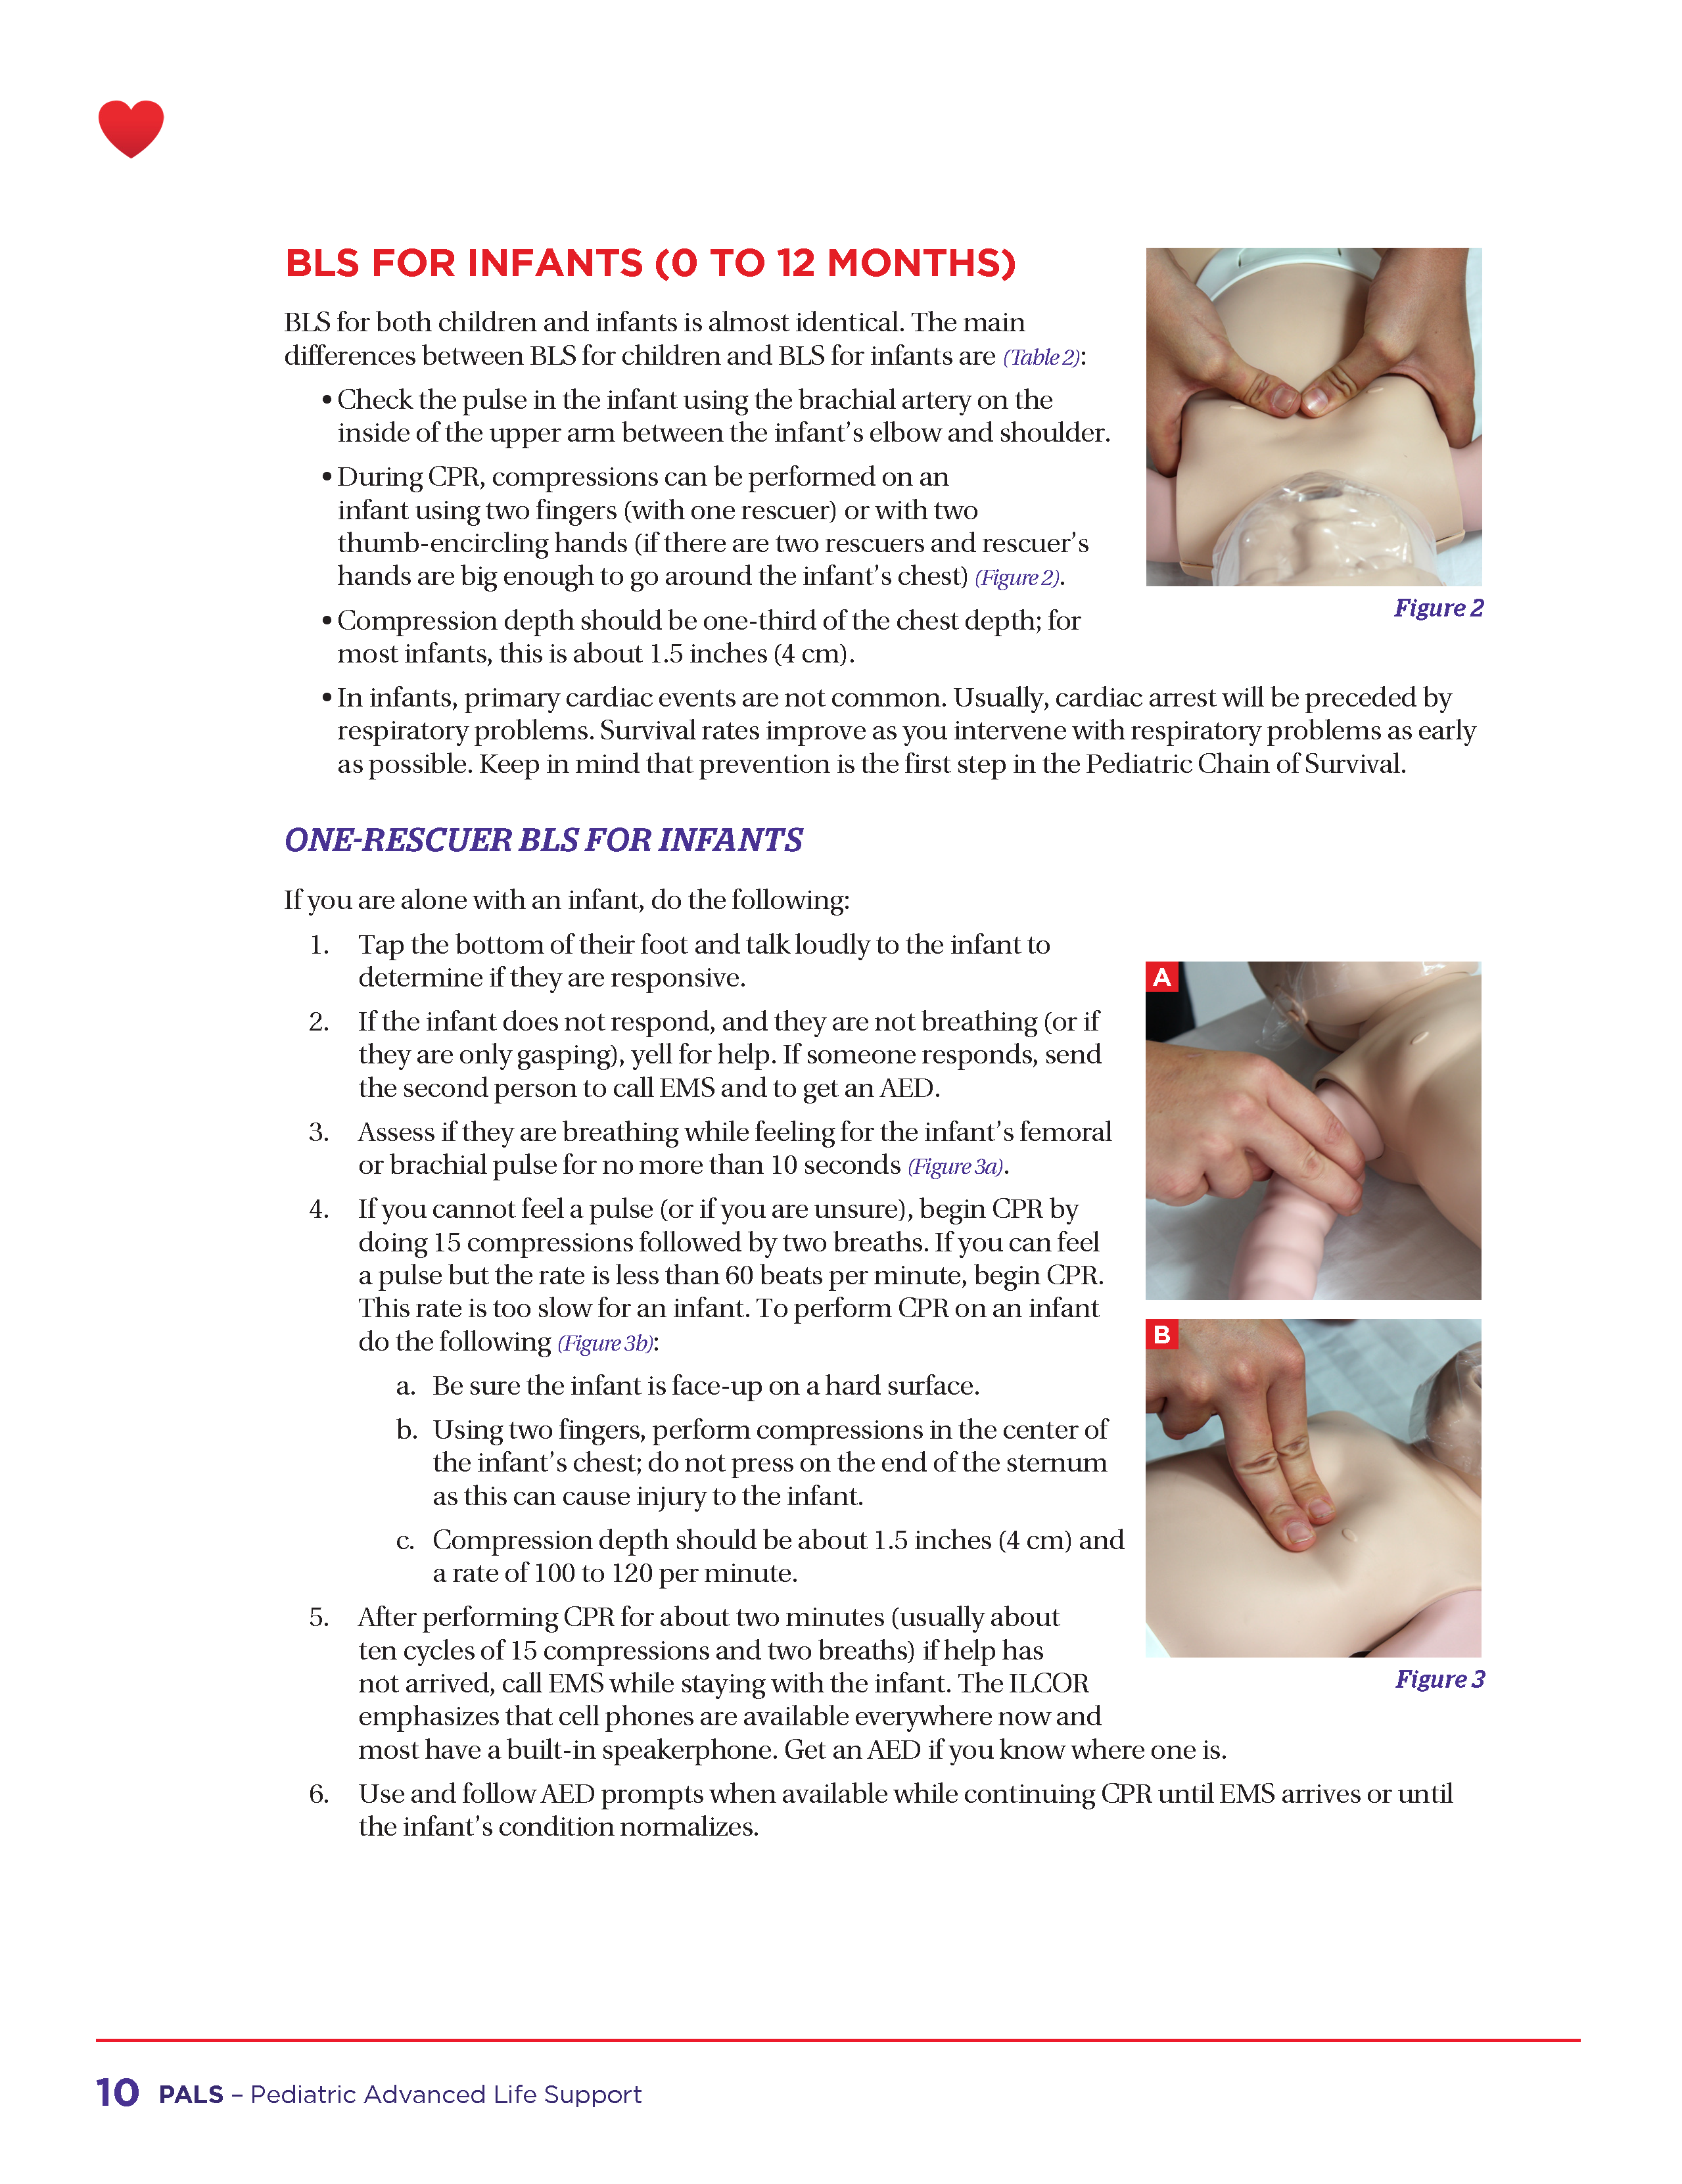 BLS FOR INFANTS (0 TO 12 MONTHS)
BLS for both children and infants is almost identical. The main
differences between BLS for children and BLS for infants are (Table 2):
• Check the pulse in the infant using the brachial artery on the
inside of the upper arm between the infant's elbow and shoulder.
• During CPR, compressions can be performed on an
infant using two fingers (with one rescuer) or with two
thumb-encircling hands (if there are two rescuers and rescuer's
hands are big enough to go around the infant's chest) (Figure 2).
• Compression depth should be one-third of the chest depth; for
most infants, this is about 1.5 inches (4 cm).
• In infants, primary cardiac events are not common. Usually, cardiac arrest will be preceded by
respiratory problems. Survival rates improve as you intervene with respiratory problems as early
as possible. Keep in mind that prevention is the first step in the Pediatric Chain of Survival.
Figure 2
ONE-RESCUER BLS FOR INFANTS
If you are alone with an infant, do the following:
1. Tap the bottom of their foot and talk loudly to the infant to
determine if they are responsive.
2. If the infant does not respond, and they are not breathing (or if
they are only gasping), yell for help. If someone responds, send
the second person to call EMS and to get an AED.
3. Assess if they are breathing while feeling for the infant's femoral
or brachial pulse for no more than 10 seconds (Figure 3a).
4. If you cannot feel a pulse (or if you are unsure), begin CPR by
doing 15 compressions followed by two breaths. If you can feel
a pulse but the rate is less than 60 beats per minute, begin CPR.
This rate is too slow for an infant. To perform CPR on an infant
do the following (Figure 3b):
a. Be sure the infant is face-up on a hard surface.
b. Using two fingers, perform compressions in the center of
the infant's chest; do not press on the end of the sternum
as this can cause injury to the infant.
c. Compression depth should be about 1.5 inches (4 cm) and
a rate of 100 to 120 per minute.
5. After performing CPR for about two minutes (usually about
ten cycles of 15 compressions and two breaths) if help has
not arrived, call EMS while staying with the infant. The ILCOR
emphasizes that cell phones are available everywhere now and
most have a built-in speakerphone. Get an AED if you know where one is.
6. Use and follow AED prompts when available while continuing CPR until EMS arrives or until
the infant's condition normalizes.
A
B
Figure 3
10 PALS – Pediatric Advanced Life Support